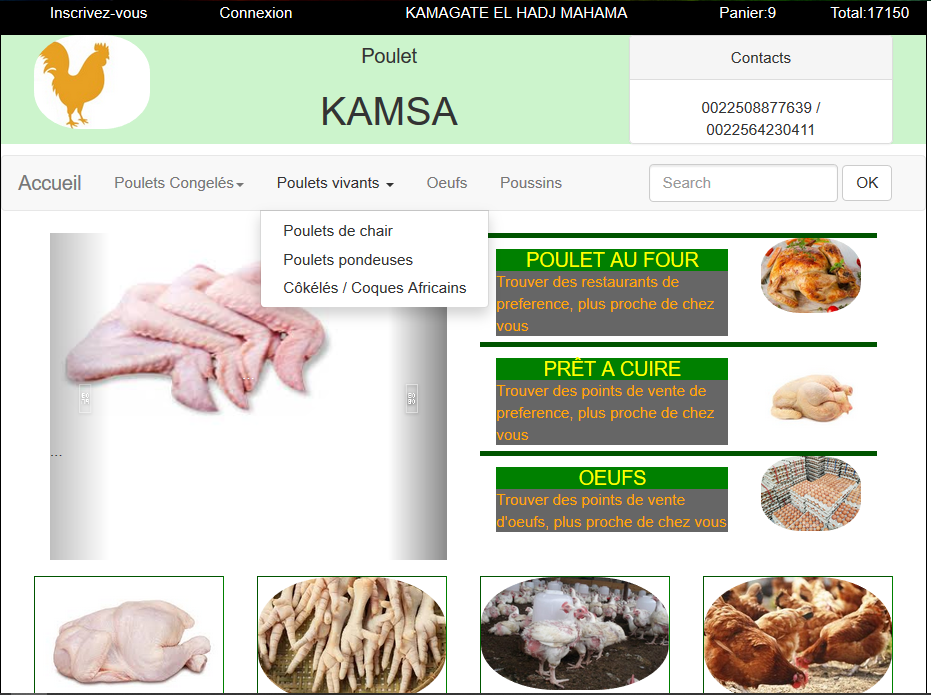 Inscrivez-vous Connexion KAMAGATE EL HADJ MAHAMA Panier:9 Total:17150
Poulet
KAMSA
Contacts
0022508877639 /
0022564230411
Accueil Poulets Congelés Poulets vivants Oeufs Poussins Search OK
Poulets de chair
Poulets pondeuses
Côkélés / Coques Africains
...
POULET AU FOUR
Trouver des restaurants de
preference, plus proche de chez
vous
PRÊT A CUIRE
Trouver des points de vente de
preference, plus proche de chez
vous
OEUFS
Trouver des points de vente
d'oeufs, plus proche de chez vous